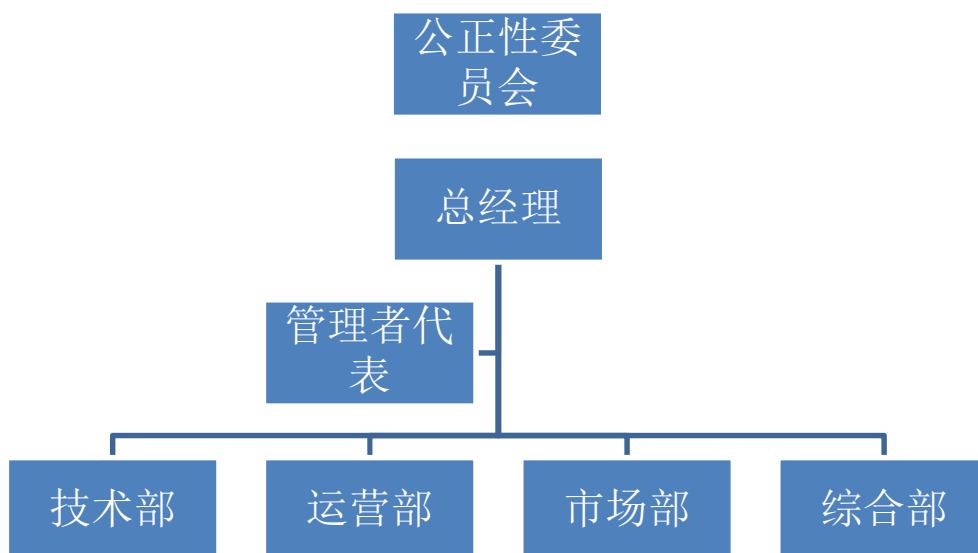 公正性委
员会
总经理
管理者代
表
技术部
运营部
市场部
综合部